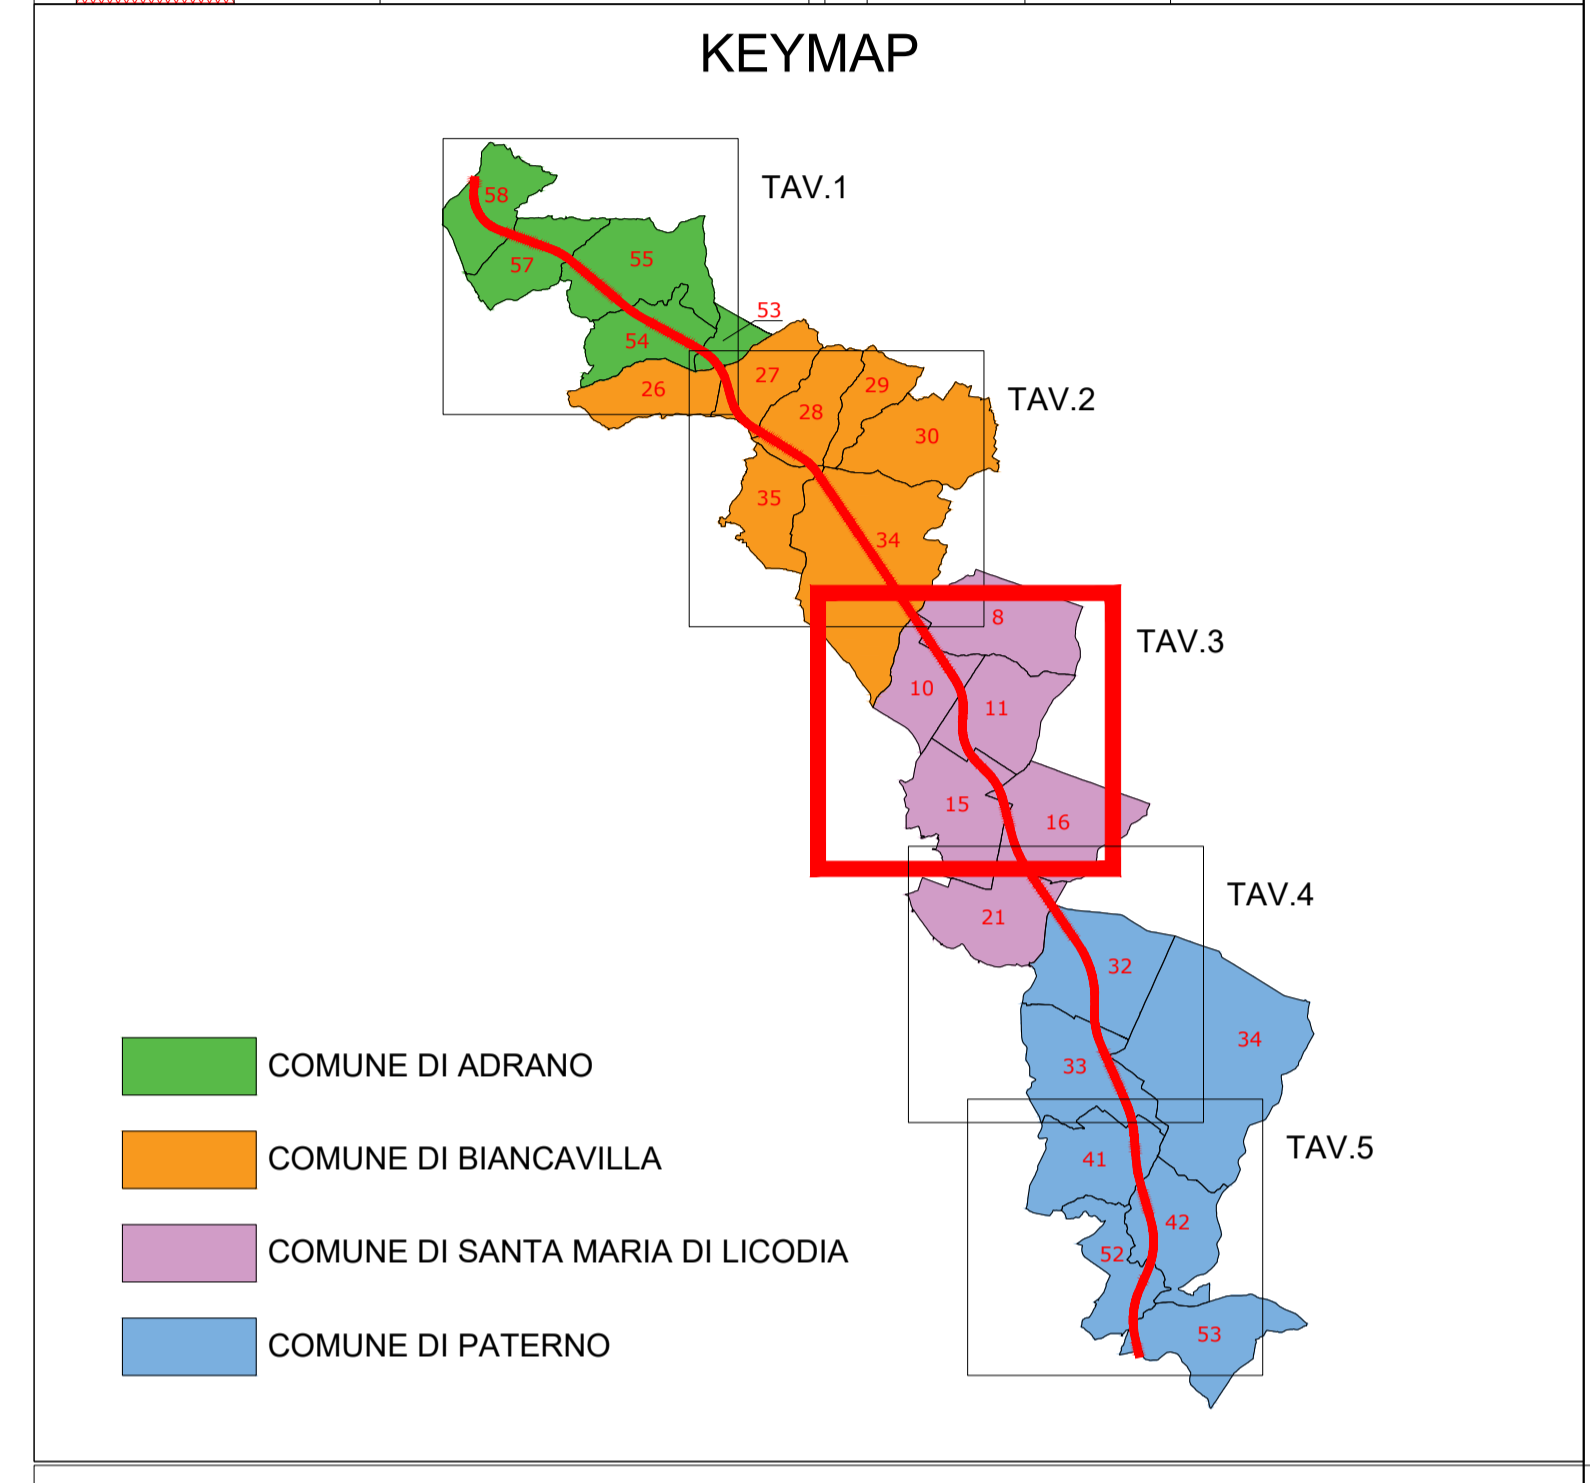 KEYMAP
TAV.1
58
55
57
53
54
27
26
29
28
TAV.2
30
35
34
8
TAV.3
10
11
15
16
TAV.4
21
32
34
33
TAV.5
41
42
52
53
COMUNE DI ADRANO
COMUNE DI BIANCAVILLA
COMUNE DI SANTA MARIA DI LICODIA
COMUNE DI PATERNO